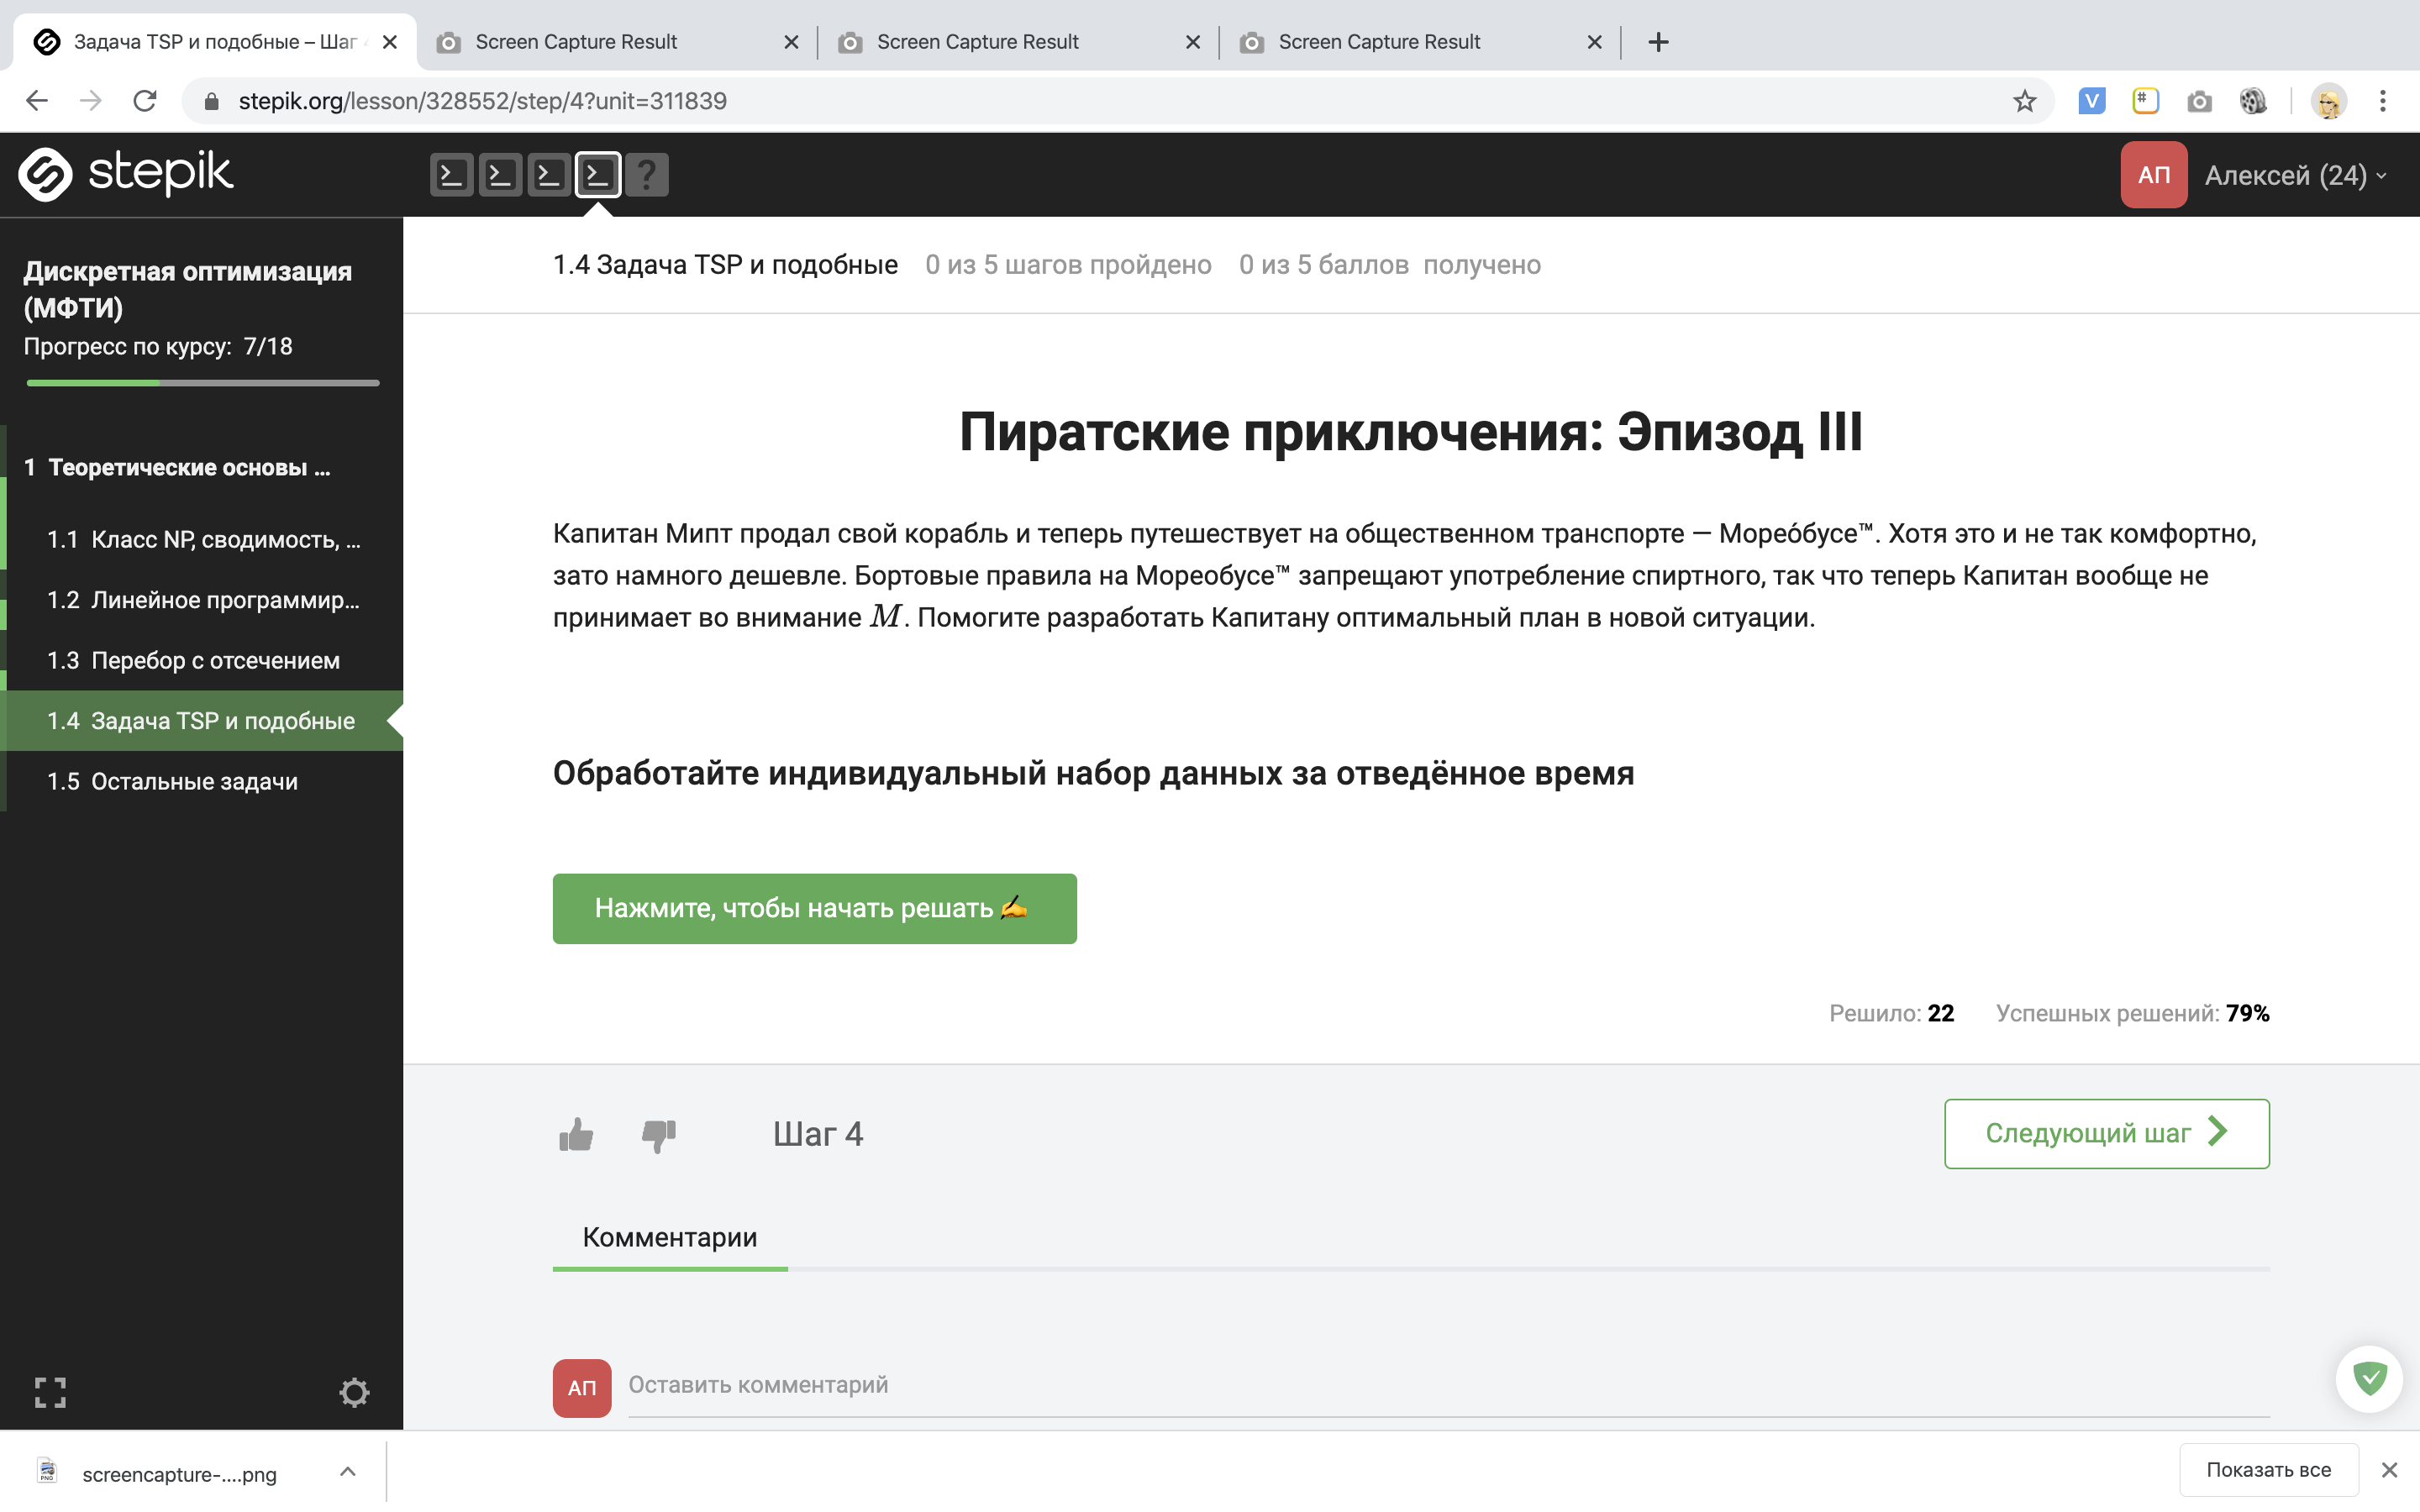 Задача TSP и подобные – Шаг
Screen Capture Result
Screen Capture Result
Screen Capture Result
stepik.org/lesson/328552/step/4?unit=311839
stepik
АП
Алексей (24)
Дискретная оптимизация
(МФТИ)
Прогресс по курсу: 7/18
1 Теоретические основы ...
1.1 Класс NP, сводимость, ...
1.2 Линейное программир...
1.3 Перебор с отсечением
1.4 Задача TSP и подобные
1.5 Остальные задачи
1.4 Задача TSP и подобные 0 из 5 шагов пройдено 0 из 5 баллов получено
Пиратские приключения: Эпизод III
Капитан Мипт продал свой корабль и теперь путешествует на общественном транспорте — Мореóбусе™. Хотя это и не так комфортно,
зато намного дешевле. Бортовые правила на Мореобусе™ запрещают употребление спиртного, так что теперь Капитан вообще не
принимает во внимание M. Помогите разработать Капитану оптимальный план в новой ситуации.
Обработайте индивидуальный набор данных за отведённое время
Нажмите, чтобы начать решать ✍
Решило: 22 Успешных решений: 79%
Шаг 4
Следующий шаг
Комментарии
АП
Оставить комментарий
screencapture-....png
Показать все